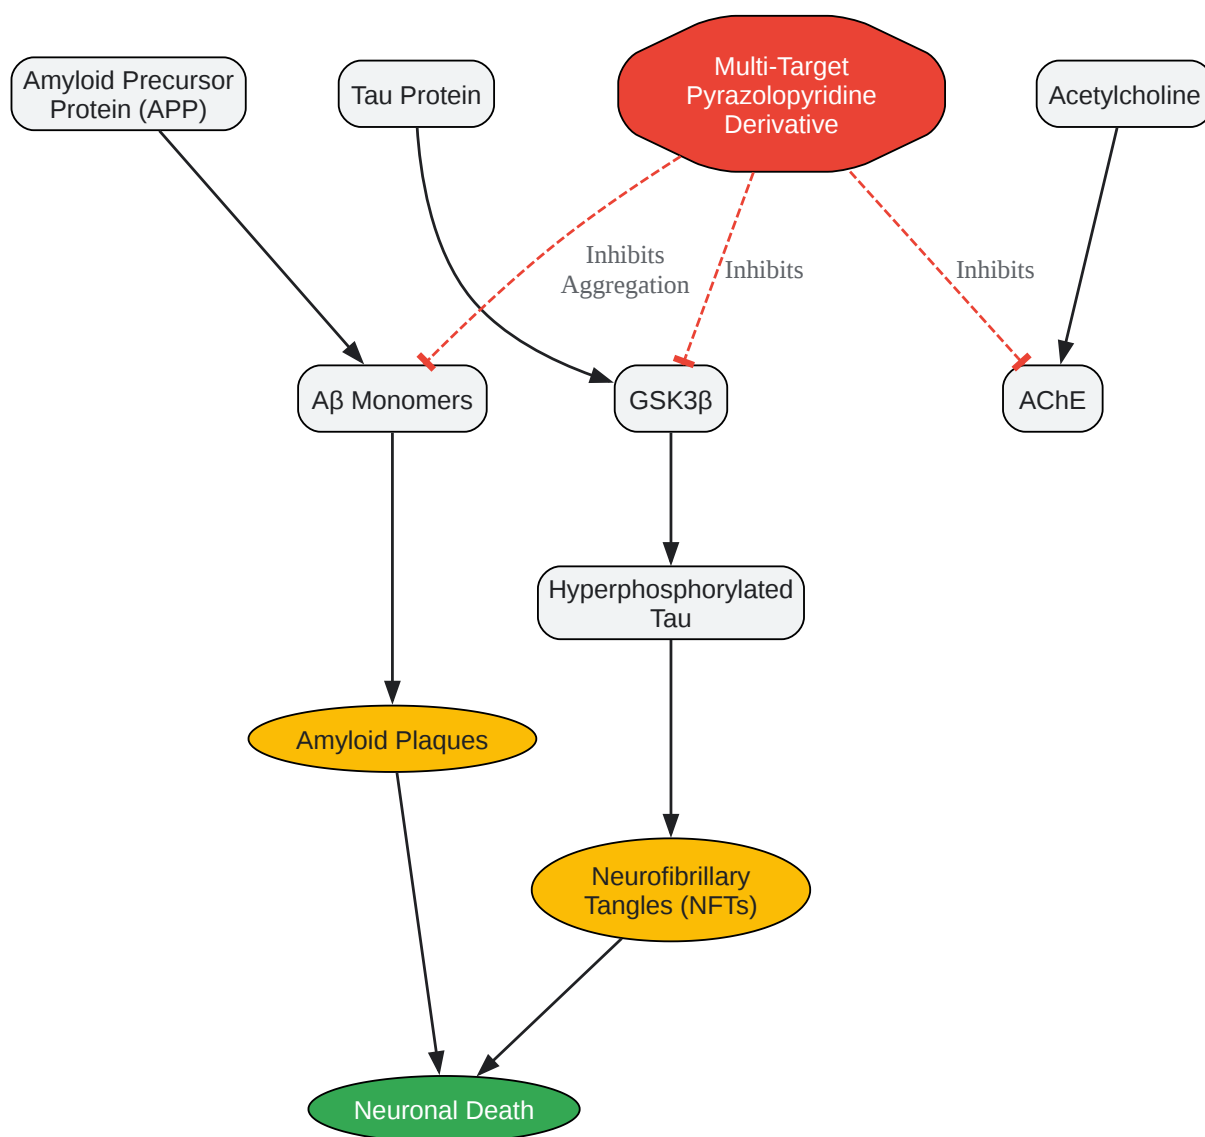 Amyloid Precursor
Protein (APP)
Tau Protein
Multi-Target
Pyrazolopyridine
Derivative
Acetylcholine
Inhibits
Aggregation
Inhibits
Inhibits
Aβ Monomers
GSK3β
AChE
Hyperphosphorylated
Tau
Amyloid Plaques
Neurofibrillary
Tangles (NFTs)
Neuronal Death